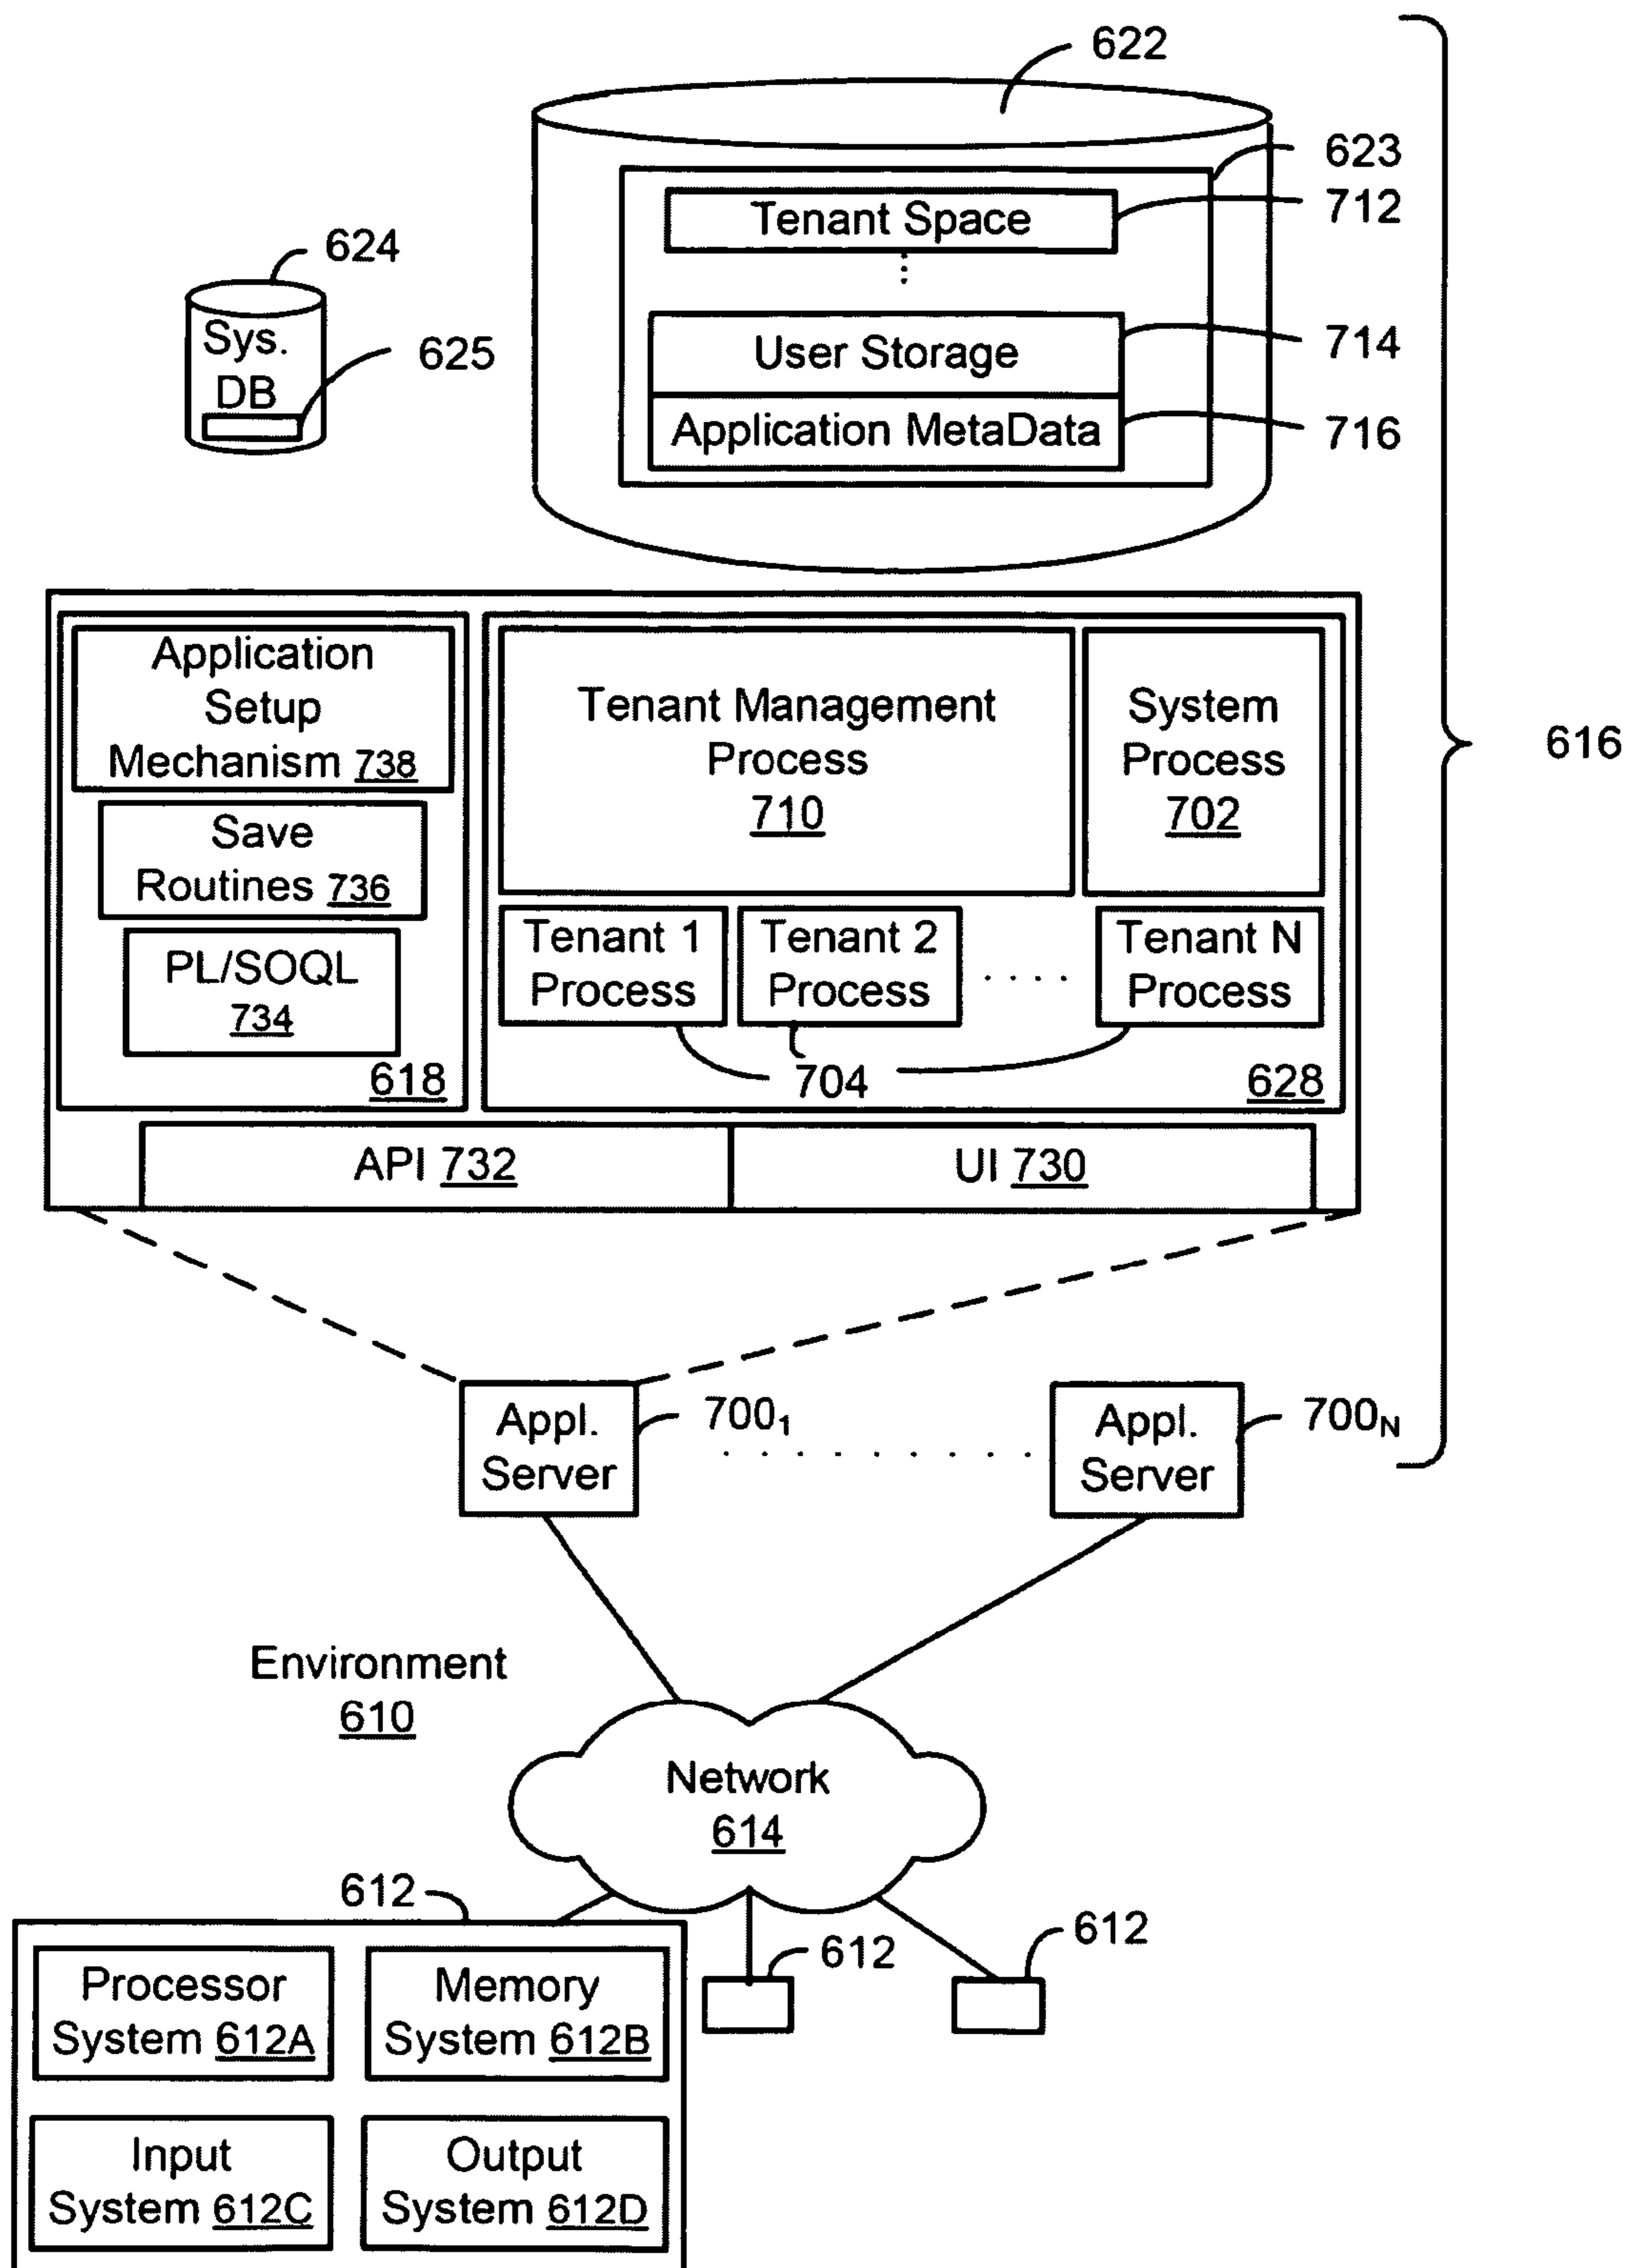 622
623
Tenant Space
712
624
Sys.
DB
625
User Storage
714
Application MetaData
716
616
Application
Setup
Mechanism 738
Save
Routines 736
PL/SOQL
734
618
Tenant Management
Process
710
System
Process
702
Tenant 1
Process
Tenant 2
Process
Tenant N
Process
704
628
API 732
UI 730
Appl.
Server
700₁
Appl.
Server
700ₙ
Environment
610
Network
614
612
612
612
Processor
System 612A
Memory
System 612B
Input
System 612C
Output
System 612D